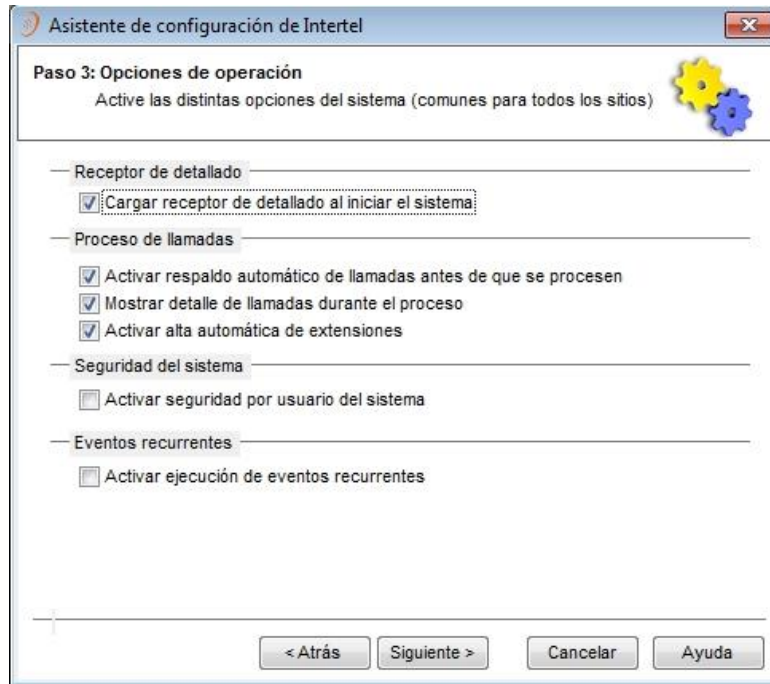 Asistente de configuración de Intertel
Paso 3: Opciones de operación
Active las distintas opciones del sistema (comunes para todos los sitios)
Receptor de detallado
Cargar receptor de detallado al iniciar el sistema
Proceso de llamadas
Activar respaldo automático de llamadas antes de que se procesen
Mostrar detalle de llamadas durante el proceso
Activar alta automática de extensiones
Seguridad del sistema
Activar seguridad por usuario del sistema
Eventos recurrentes
Activar ejecución de eventos recurrentes
< Atrás Siguiente > Cancelar Ayuda